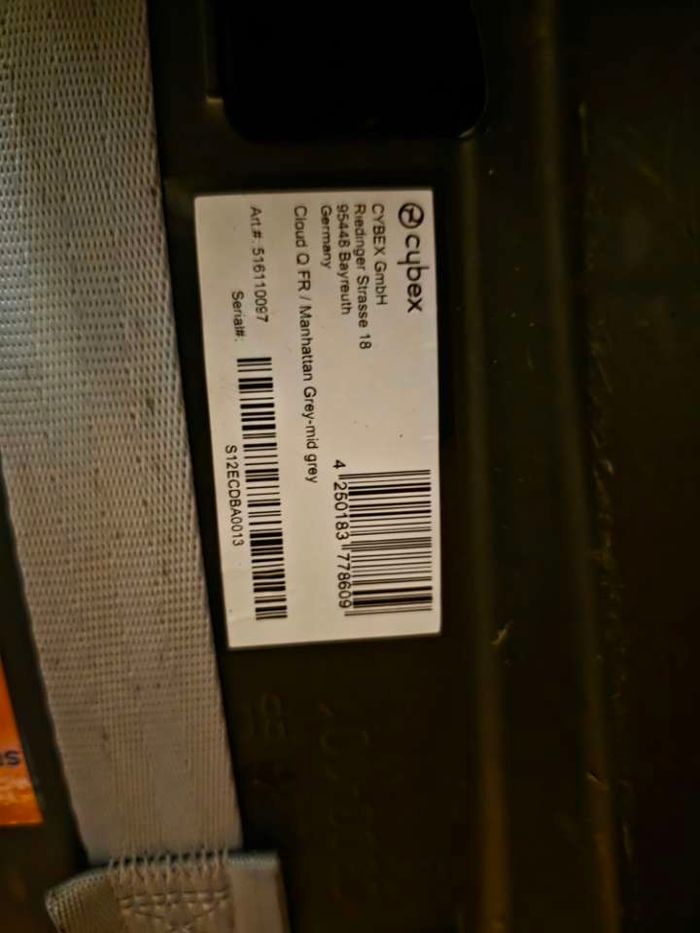 cybex
CYBEX GmbH
Riedinger Strasse 18
95448 Bayreuth
Germany
4 250183 778609
Cloud Q FR / Manhattan Grey-mid grey
Art.#: 516110097
Serial#:
S12ECDBA0013